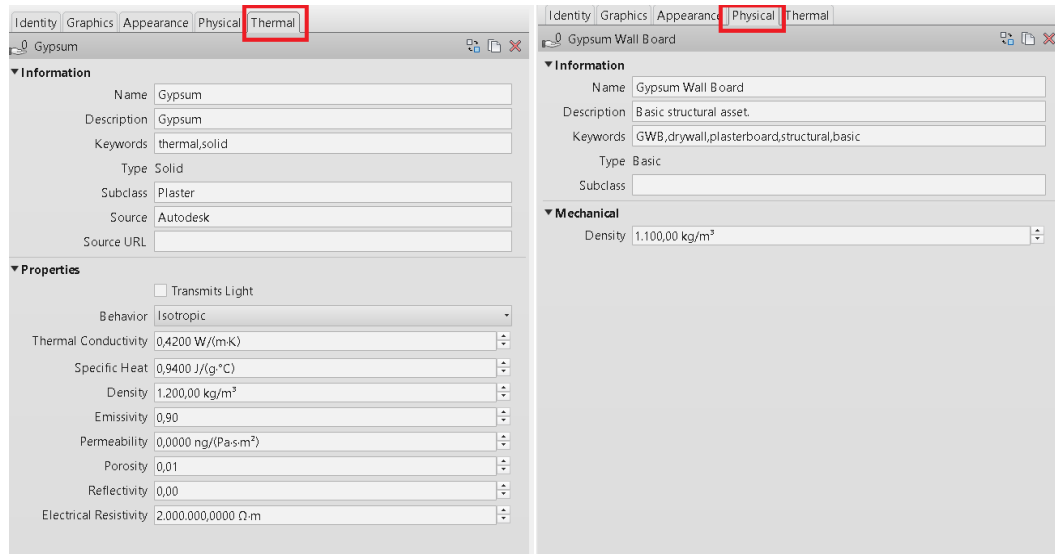 Identity Graphics Appearance Physical Thermal
Gypsum
Information
Name Gypsum
Description Gypsum
Keywords thermal,solid
Type Solid
Subclass Plaster
Source Autodesk
Source URL
Properties
Transmits Light
Behavior Isotropic
Thermal Conductivity 0,4200 W/(m·K)
Specific Heat 0,9400 J/(g·°C)
Density 1.200,00 kg/m³
Emissivity 0,90
Permeability 0,0000 ng/(Pa·s·m²)
Porosity 0,01
Reflectivity 0,00
Electrical Resistivity 2.000.000,0000 Ω·m
Identity Graphics Appearance Physical Thermal
Gypsum Wall Board
Information
Name Gypsum Wall Board
Description Basic structural asset.
Keywords GWB,drywall,plasterboard,structural,basic
Type Basic
Subclass
Mechanical
Density 1.100,00 kg/m³